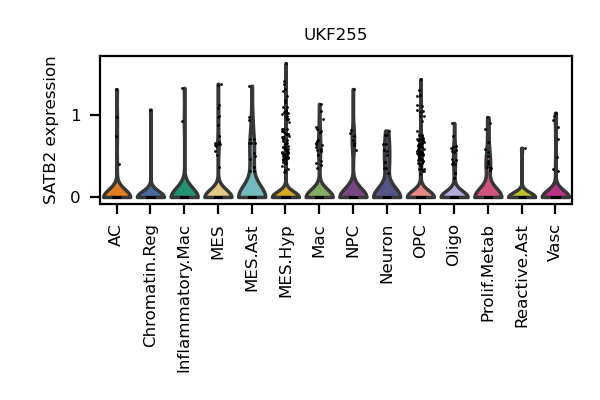 UKF255
SATB2 expression
1
0
AC
Chromatin.Reg
Inflammatory.Mac
MES
MES.Ast
MES.Hyp
Mac
NPC
Neuron
OPC
Oligo
Prolif.Metab
Reactive.Ast
Vasc